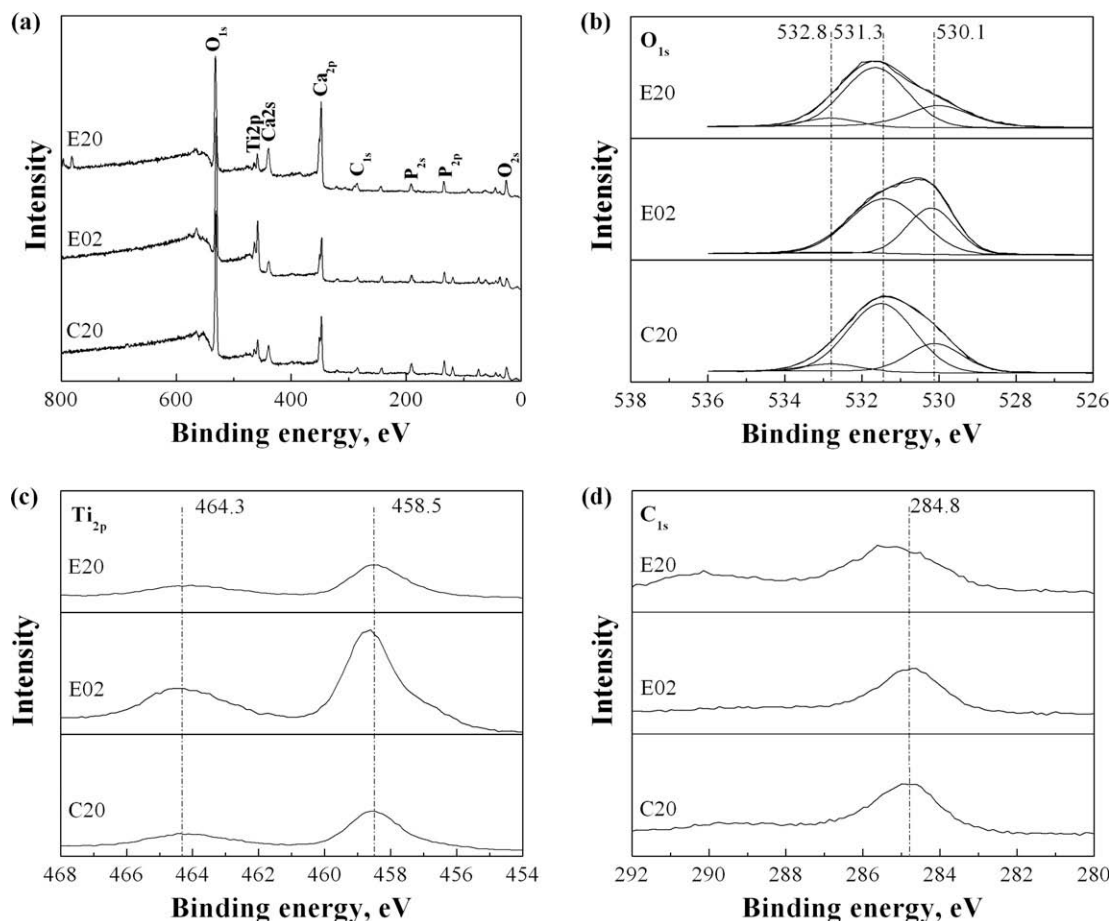 (a)
O1s
Ti2p
Ca2s
Ca2p
C1s
P2s
P2p
O2s
E20
E02
C20
Intensity
800 600 400 200 0
Binding energy, eV
(b)
O1s
532.8 531.3 530.1
E20
E02
C20
Intensity
538 536 534 532 530 528 526
Binding energy, eV
(c)
Ti2p
464.3 458.5
E20
E02
C20
Intensity
468 466 464 462 460 458 456 454
Binding energy, eV
(d)
C1s
284.8
E20
E02
C20
Intensity
292 290 288 286 284 282 280
Binding energy, eV